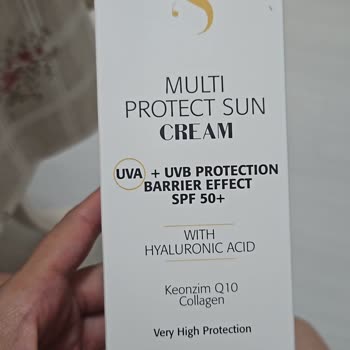 MULTI
PROTECT SUN
CREAM
UVA + UVB PROTECTION
BARRIER EFFECT
SPF 50+
WITH
HYALURONIC ACID
Keonzim Q10
Collagen
Very High Protection